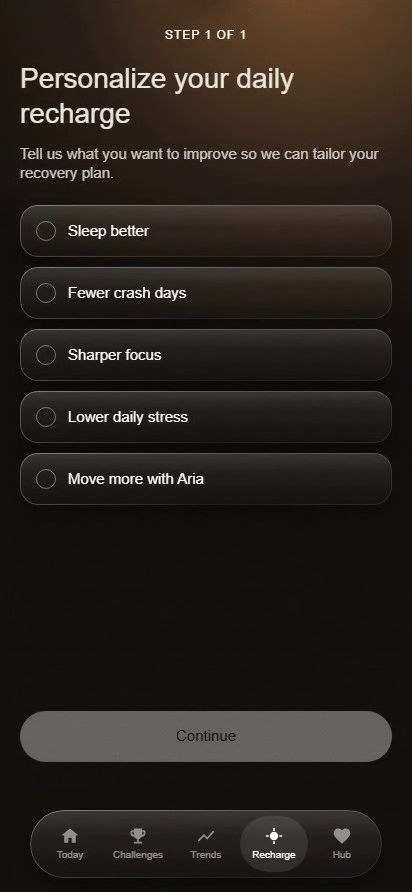 STEP 1 OF 1
Personalize your daily
recharge
Tell us what you want to improve so we can tailor your
recovery plan.
Sleep better
Fewer crash days
Sharper focus
Lower daily stress
Move more with Aria
Continue
Today
Challenges
Trends
Recharge
Hub